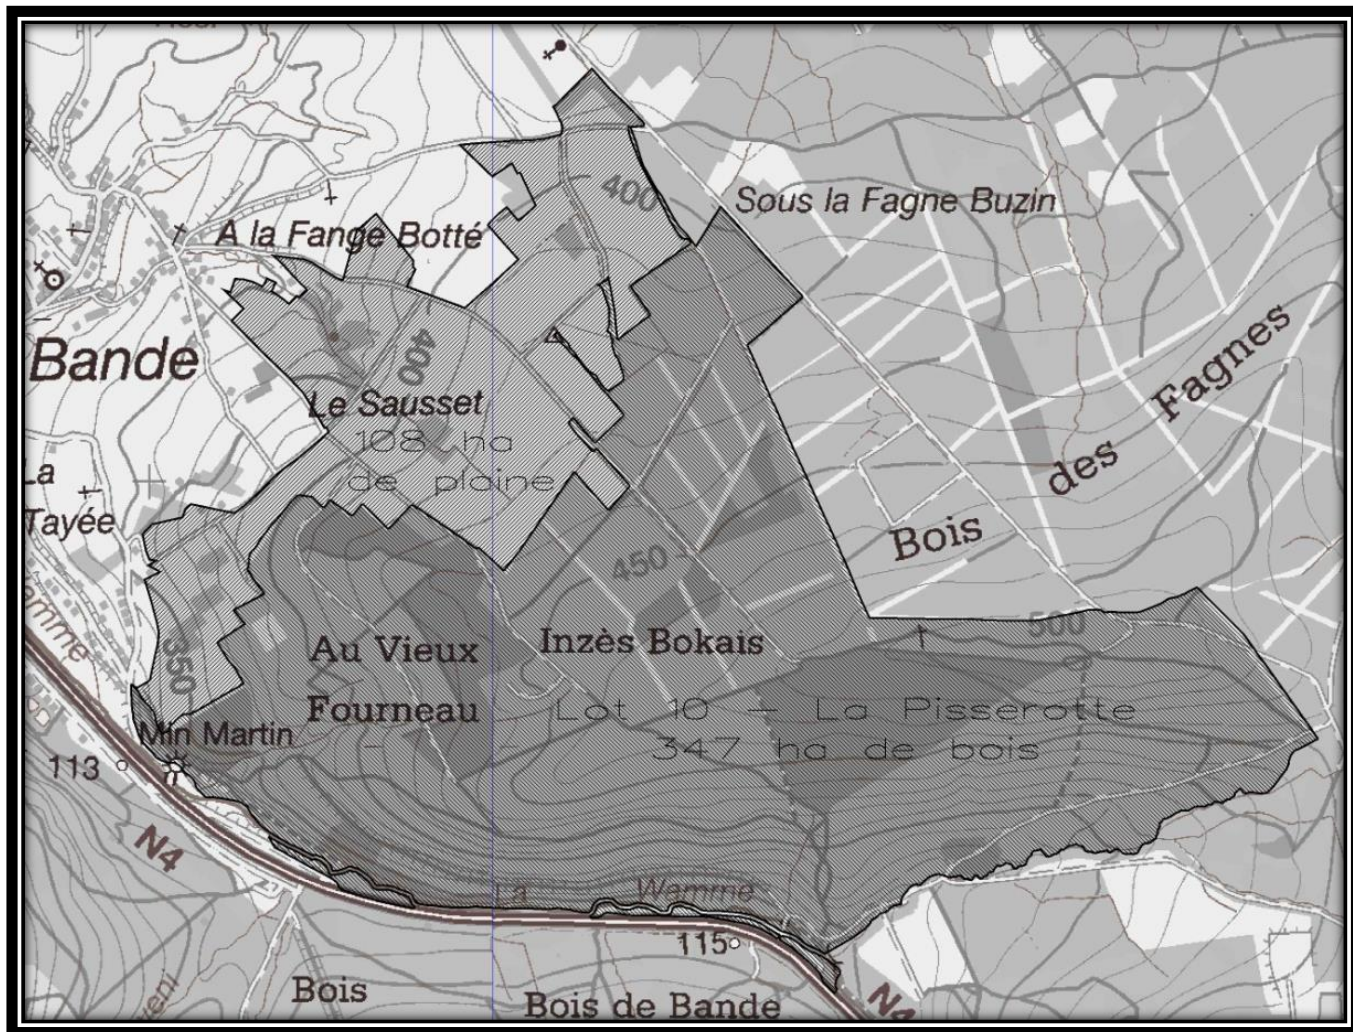 400
Sous la Fagne Buzin
A la Fange Botté
Bande
400
Fagnes
Le Sausset
108 ha
de plaine
des
La
Tayée
Bois
450
350
500
Au Vieux
Fourneau
Inzès Bokais
Lot 10 - La Pisserotte
347 ha de bois
Min Martin
113
N4
La Wamme
115
Bois
Bois de Bande
N4